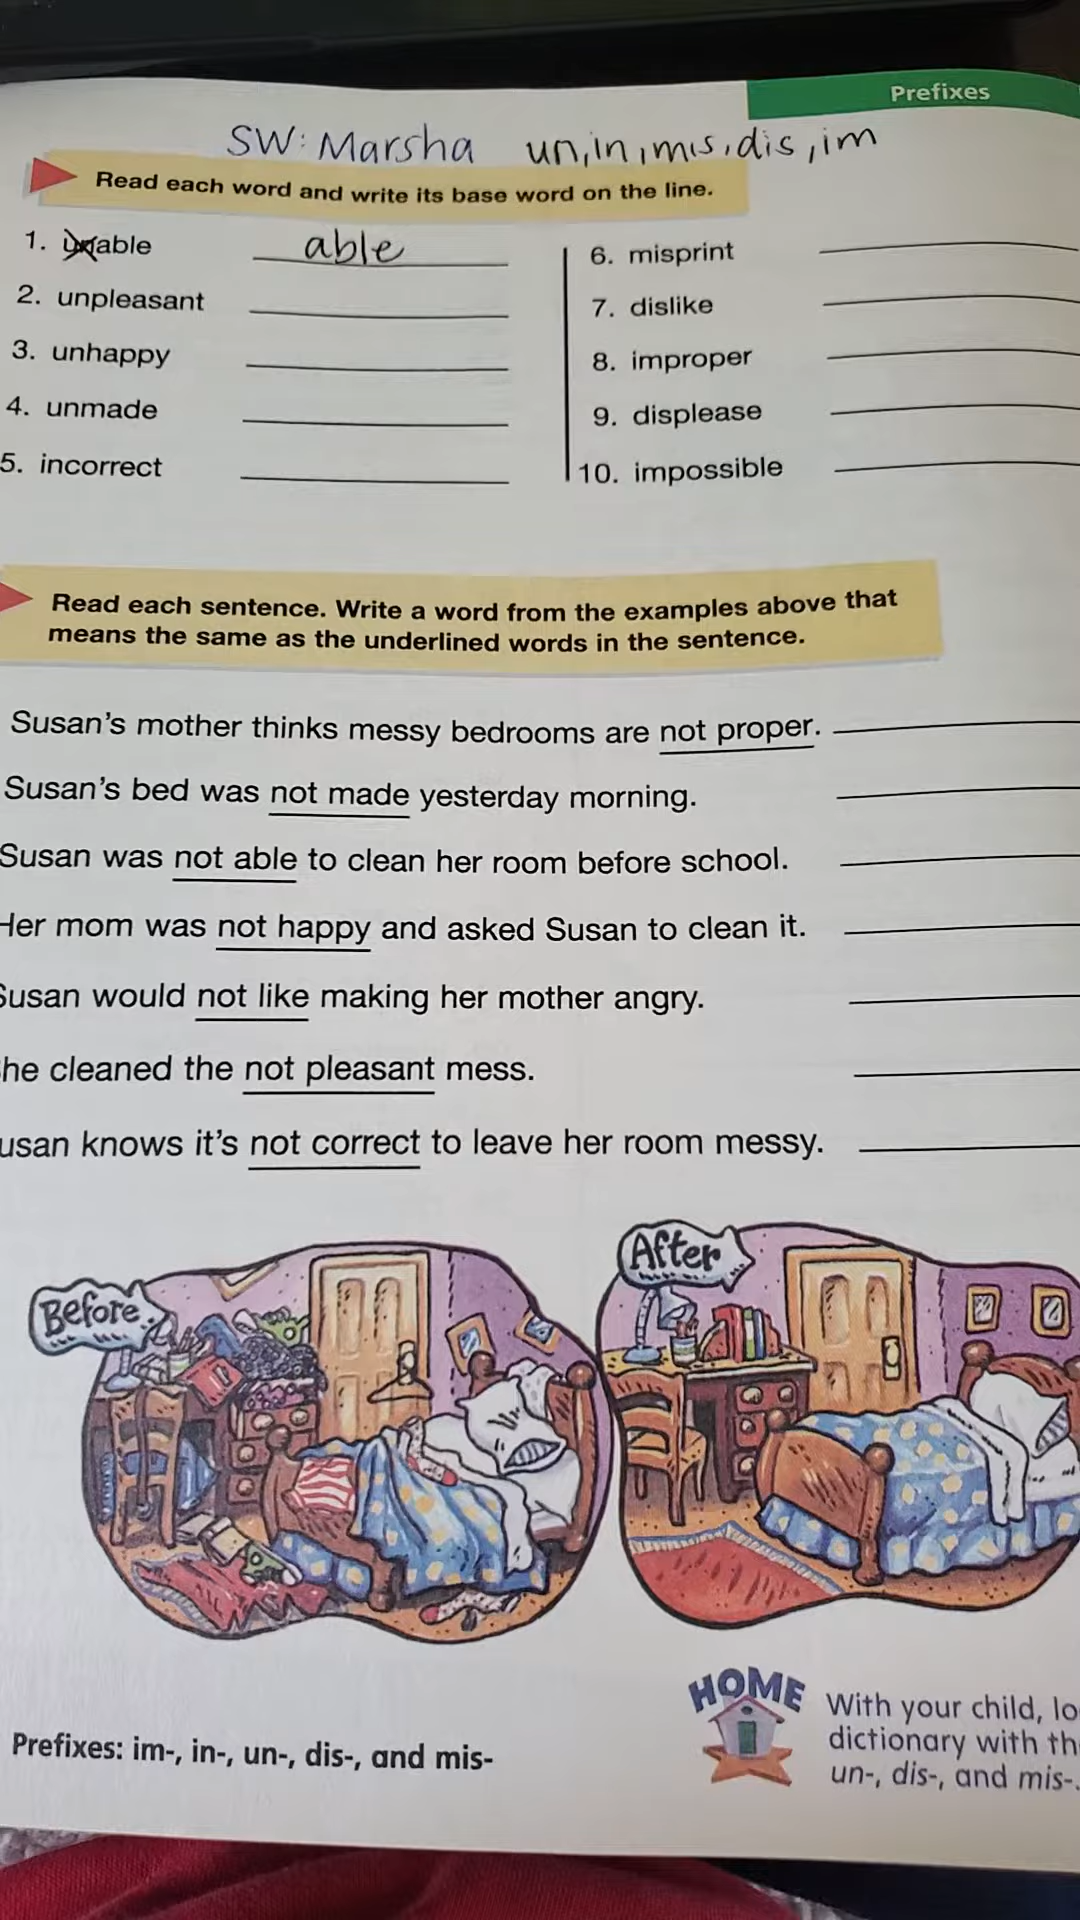 Prefixes
SW: Marsha un, in, mis, dis, im
Read each word and write its base word on the line.
1. unable able
2. unpleasant
3. unhappy
4. unmade
5. incorrect
6. misprint
7. dislike
8. improper
9. displease
10. impossible
Read each sentence. Write a word from the examples above that
means the same as the underlined words in the sentence.
Susan's mother thinks messy bedrooms are not proper.
Susan's bed was not made yesterday morning.
Susan was not able to clean her room before school.
Her mom was not happy and asked Susan to clean it.
Susan would not like making her mother angry.
he cleaned the not pleasant mess.
usan knows it's not correct to leave her room messy.
Before
After
HOME
With your child, lo
dictionary with th
un-, dis-, and mis-.
Prefixes: im-, in-, un-, dis-, and mis-